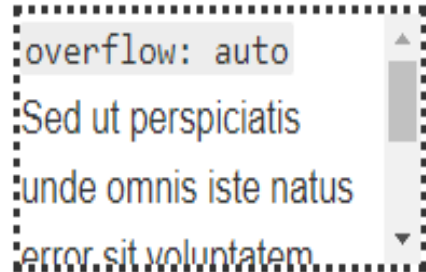 overflow: auto
Sed ut perspiciatis
unde omnis iste natus
error sit voluptatem